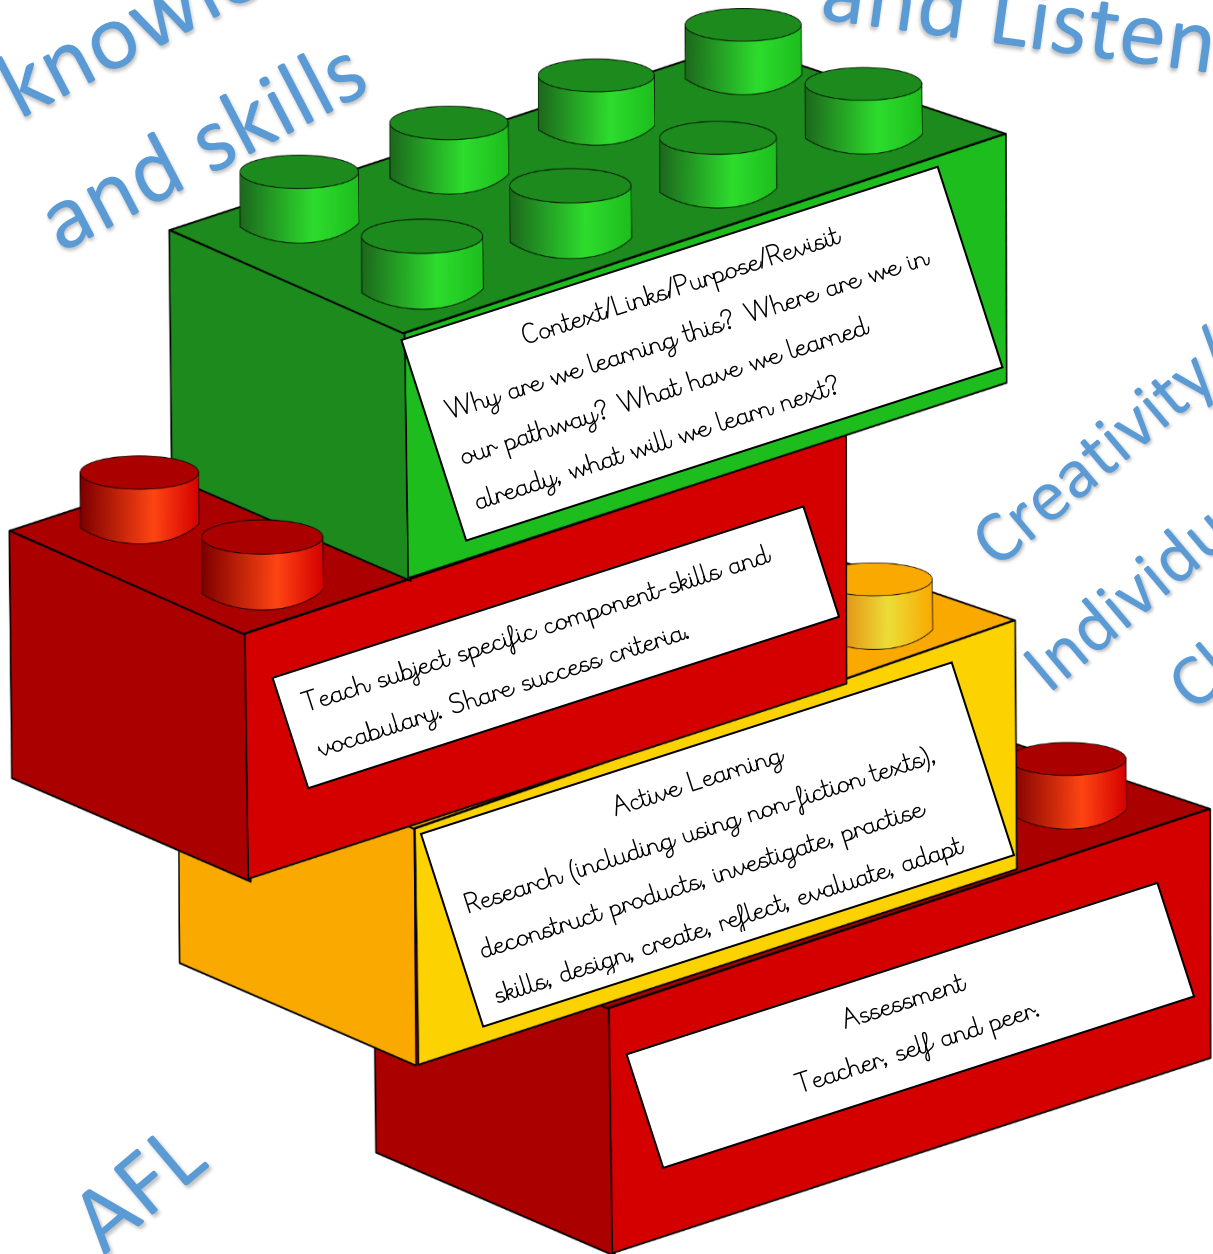 and skills
and Listen
Context/Links/Purpose/Revisit
Why are we learning this? Where are we in
our pathway? What have we learned
already, what will we learn next?
Teach subject specific component-skills and
vocabulary. Share success criteria.
Active Learning
Research (including using non-fiction texts),
deconstruct products, investigate, practise
skills, design, create, reflect, evaluate, adapt
Assessment
Teacher, self and peer.
Creativity/
Individu
AFL